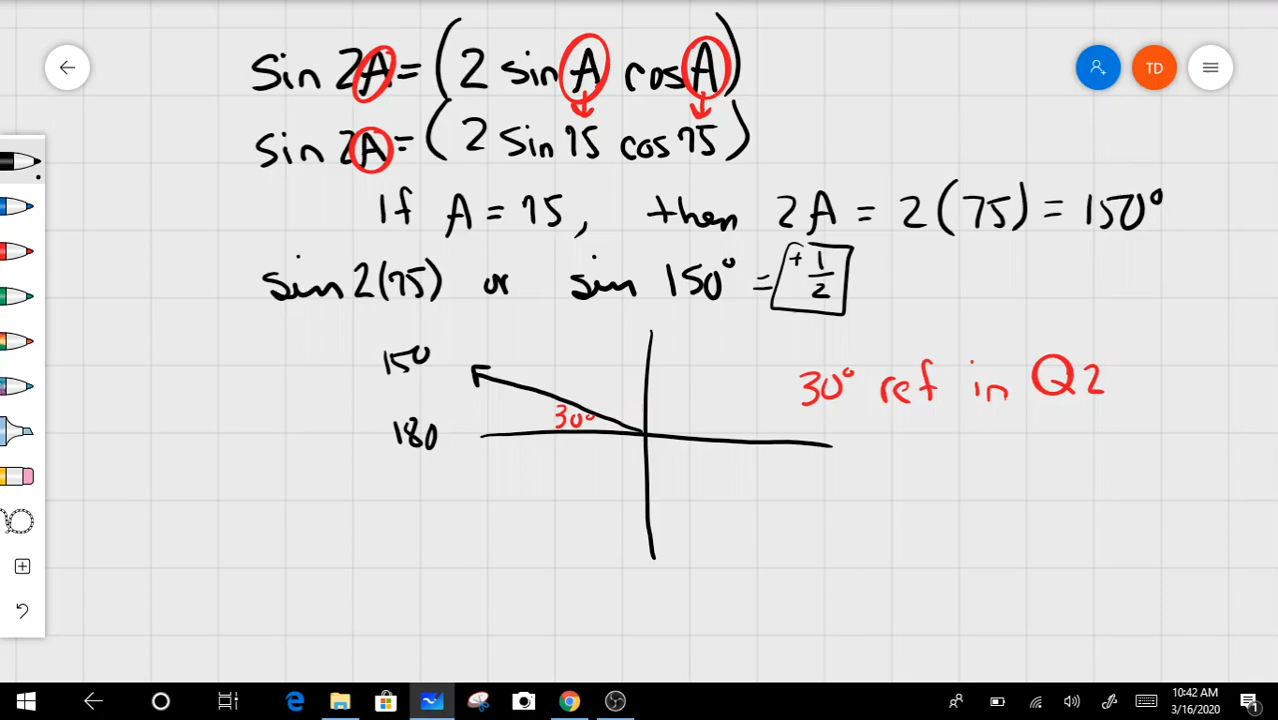 sin 2A = (2 sin A cos A)
TD
sin 2A = (2 sin 75 cos 75)
If A = 75, then 2A = 2(75) = 150°
sin 2(75) or sin 150° = + 1/2
150
30° ref in Q2
30°
180
10:42 AM
3/16/2020
1